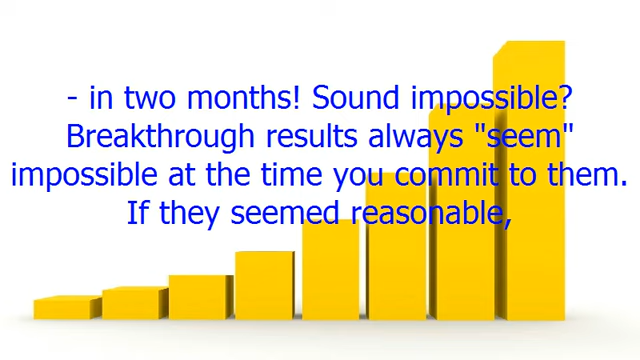 - in two months! Sound impossible?
Breakthrough results always "seem"
impossible at the time you commit to them.
If they seemed reasonable,